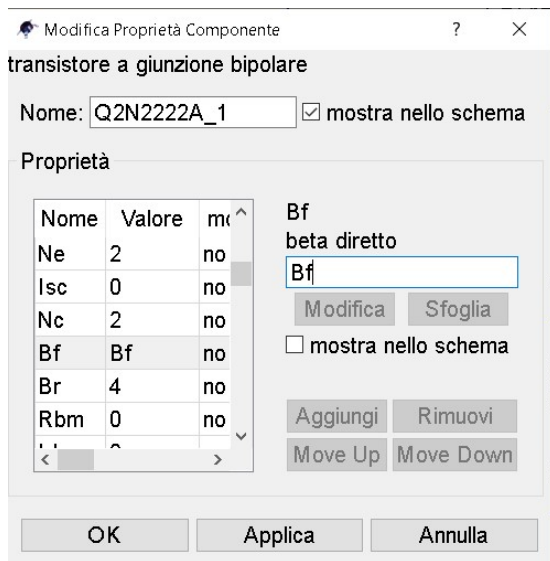 Modifica Proprietà Componente ? ×
transistore a giunzione bipolare
Nome: Q2N2222A_1 mostra nello schema
Proprietà
Nome Valore
Ne 2 no
Isc 0 no
Nc 2 no
Bf Bf no
Br 4 no
Rbm 0 no
Bf
beta diretto
Bf
Modifica Sfoglia
mostra nello schema
Aggiungi Rimuovi
Move Up Move Down
OK Applica Annulla